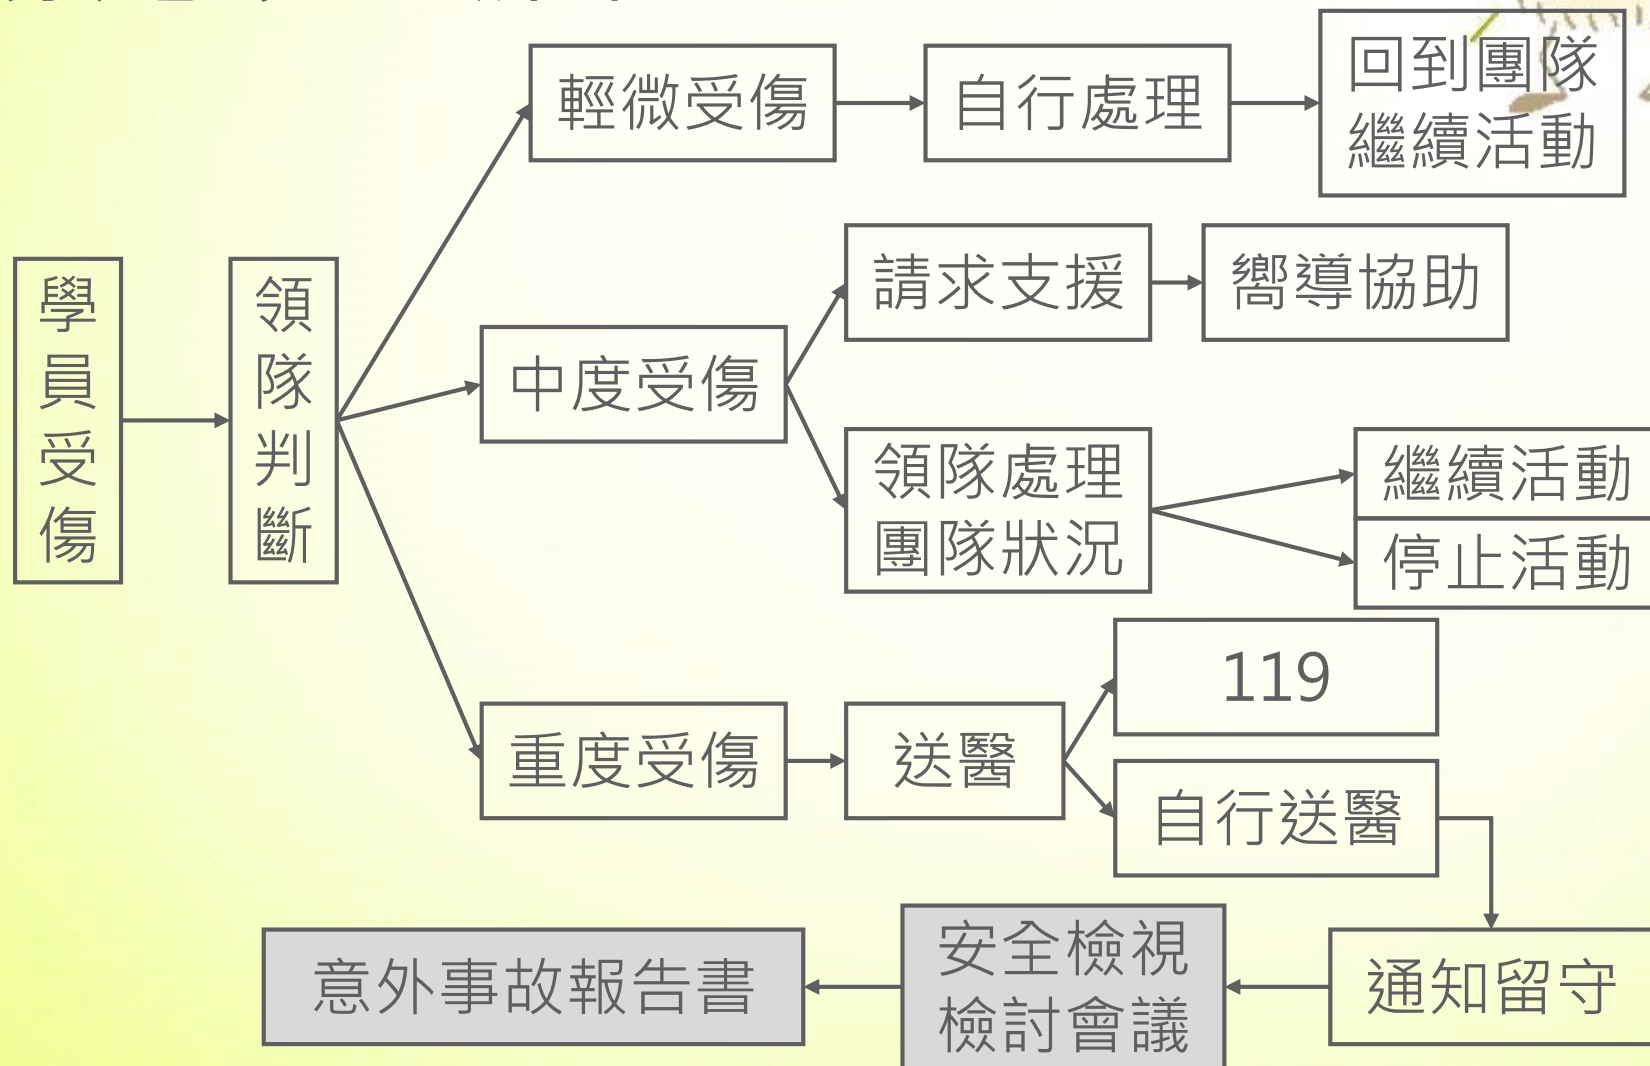 輕微受傷
自行處理
回到團隊
繼續活動
學員受傷
領隊判斷
中度受傷
請求支援
嚮導協助
領隊處理
團隊狀況
繼續活動
停止活動
重度受傷
送醫
119
自行送醫
通知留守
安全檢視
檢討會議
意外事故報告書